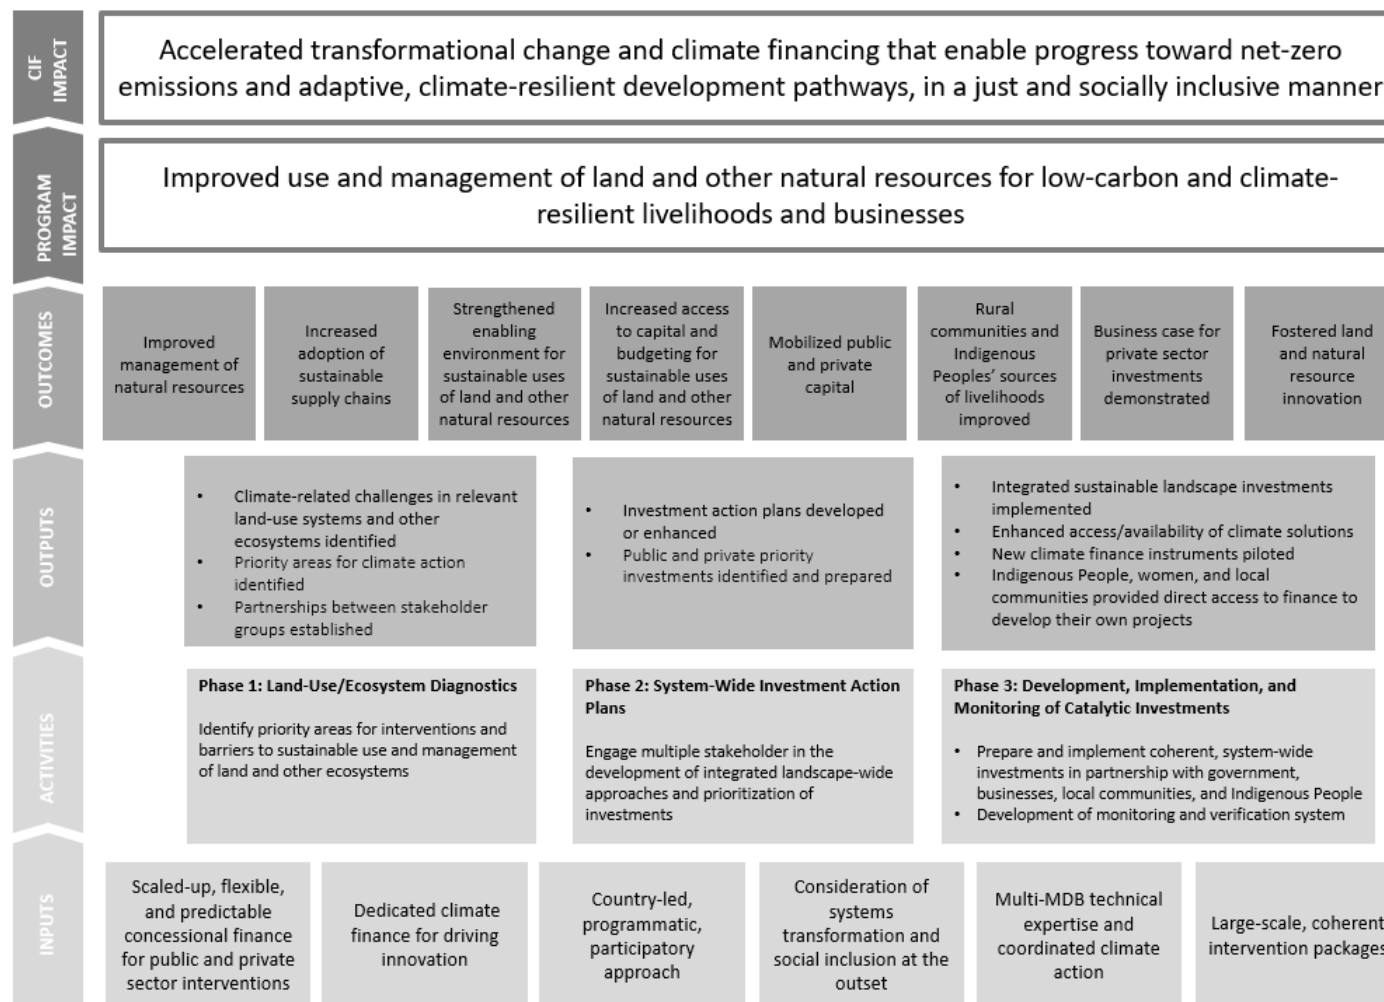 CIF
IMPACT
Accelerated transformational change and climate financing that enable progress toward net-zero
emissions and adaptive, climate-resilient development pathways, in a just and socially inclusive manner
PROGRAM
IMPACT
Improved use and management of land and other natural resources for low-carbon and climate-
resilient livelihoods and businesses
OUTCOMES
Improved
management of
natural resources
Increased
adoption of
sustainable
supply chains
Strengthened
enabling
environment for
sustainable uses
of land and other
natural resources
Increased access
to capital and
budgeting for
sustainable uses
of land and other
natural resources
Mobilized public
and private
capital
Rural
communities and
Indigenous
Peoples’ sources
of livelihoods
improved
Business case for
private sector
investments
demonstrated
Fostered land
and natural
resource
innovation
OUTPUTS
• Climate-related challenges in relevant
land-use systems and other
ecosystems identified
• Priority areas for climate action
identified
• Partnerships between stakeholder
groups established
• Investment action plans developed
or enhanced
• Public and private priority
investments identified and prepared
• Integrated sustainable landscape investments
implemented
• Enhanced access/availability of climate solutions
• New climate finance instruments piloted
• Indigenous People, women, and local
communities provided direct access to finance to
develop their own projects
ACTIVITIES
Phase 1: Land-Use/Ecosystem Diagnostics
Identify priority areas for interventions and
barriers to sustainable use and management
of land and other ecosystems
Phase 2: System-Wide Investment Action
Plans
Engage multiple stakeholder in the
development of integrated landscape-wide
approaches and prioritization of
investments
Phase 3: Development, Implementation, and
Monitoring of Catalytic Investments
• Prepare and implement coherent, system-wide
investments in partnership with government,
businesses, local communities, and Indigenous People
• Development of monitoring and verification system
INPUTS
Scaled-up, flexible,
and predictable
concessional finance
for public and private
sector interventions
Dedicated climate
finance for driving
innovation
Country-led,
programmatic,
participatory
approach
Consideration of
systems
transformation and
social inclusion at the
outset
Multi-MDB technical
expertise and
coordinated climate
action
Large-scale, coherent
intervention packages